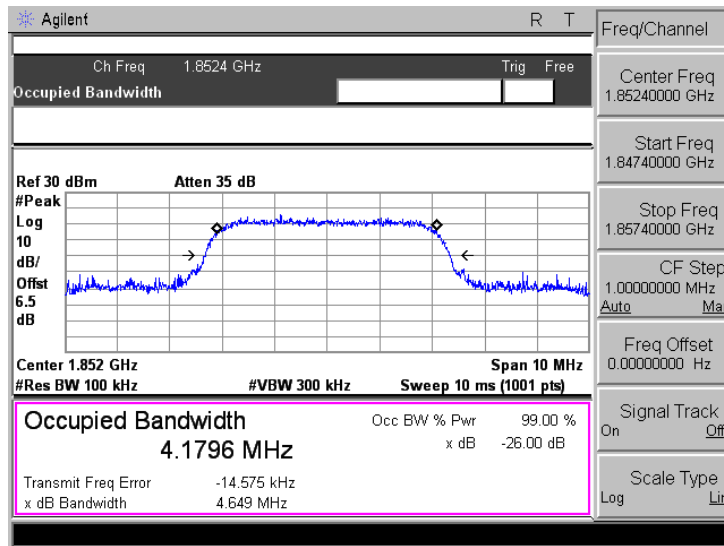 Agilent
R T
Ch Freq 1.8524 GHz Trig Free
Occupied Bandwidth
Ref 30 dBm Atten 35 dB
#Peak
Log
10
dB/
Offst
6.5
dB
Center 1.852 GHz Span 10 MHz
#Res BW 100 kHz #VBW 300 kHz Sweep 10 ms (1001 pts)
Occupied Bandwidth
4.1796 MHz
Occ BW % Pwr 99.00 %
x dB -26.00 dB
Transmit Freq Error -14.575 kHz
x dB Bandwidth 4.649 MHz
Freq/Channel
Center Freq
1.85240000 GHz
Start Freq
1.84740000 GHz
Stop Freq
1.85740000 GHz
CF Step
1.00000000 MHz
Auto Ma
Freq Offset
0.00000000 Hz
Signal Track
On Off
Scale Type
Log Lin